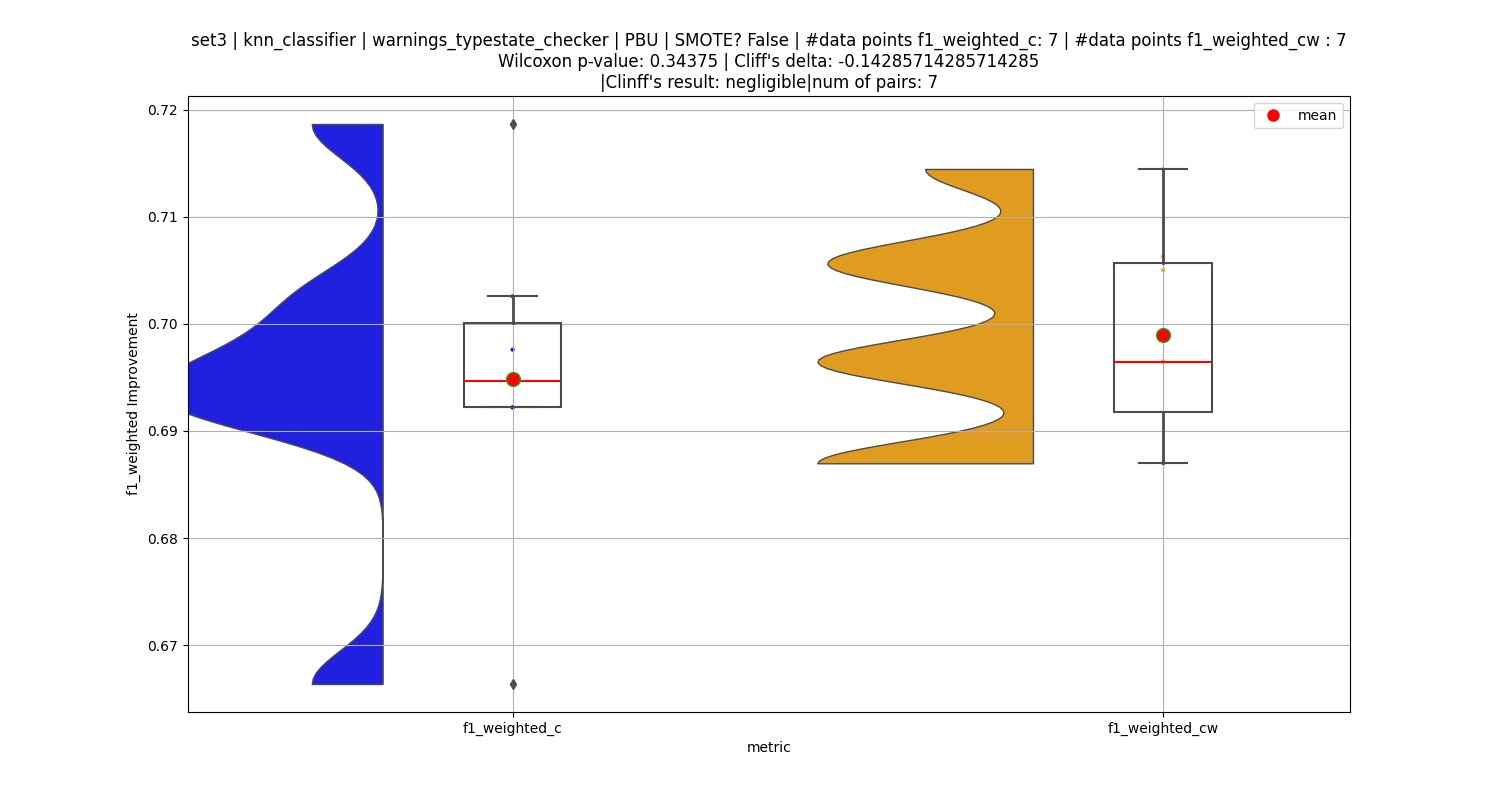 set3 | knn_classifier | warnings_typestate_checker | PBU | SMOTE? False | #data points f1_weighted_c: 7 | #data points f1_weighted_cw : 7
Wilcoxon p-value: 0.34375 | Cliff's delta: -0.14285714285714285
|Clinff's result: negligible|num of pairs: 7
mean
0.72
0.71
0.70
0.69
0.68
0.67
f1_weighted Improvement
f1_weighted_c
f1_weighted_cw
metric